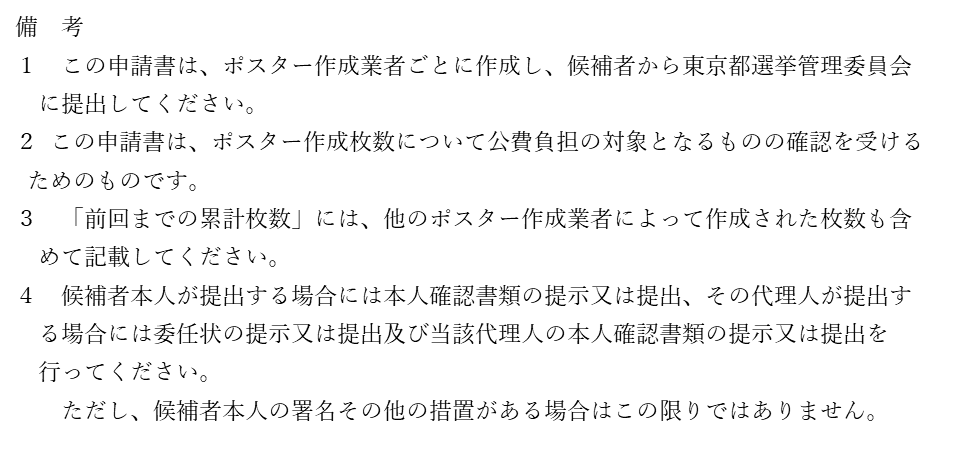 備　考
１　この申請書は、ポスター作成業者ごとに作成し、候補者から東京都選挙管理委員会
に提出してください。
２ この申請書は、ポスター作成枚数について公費負担の対象となるものの確認を受ける
ためのものです。
３　「前回までの累計枚数」には、他のポスター作成業者によって作成された枚数も含
めて記載してください。
４　候補者本人が提出する場合には本人確認書類の提示又は提出、その代理人が提出す
る場合には委任状の提示又は提出及び当該代理人の本人確認書類の提示又は提出を
行ってください。
ただし、候補者本人の署名その他の措置がある場合はこの限りではありません。